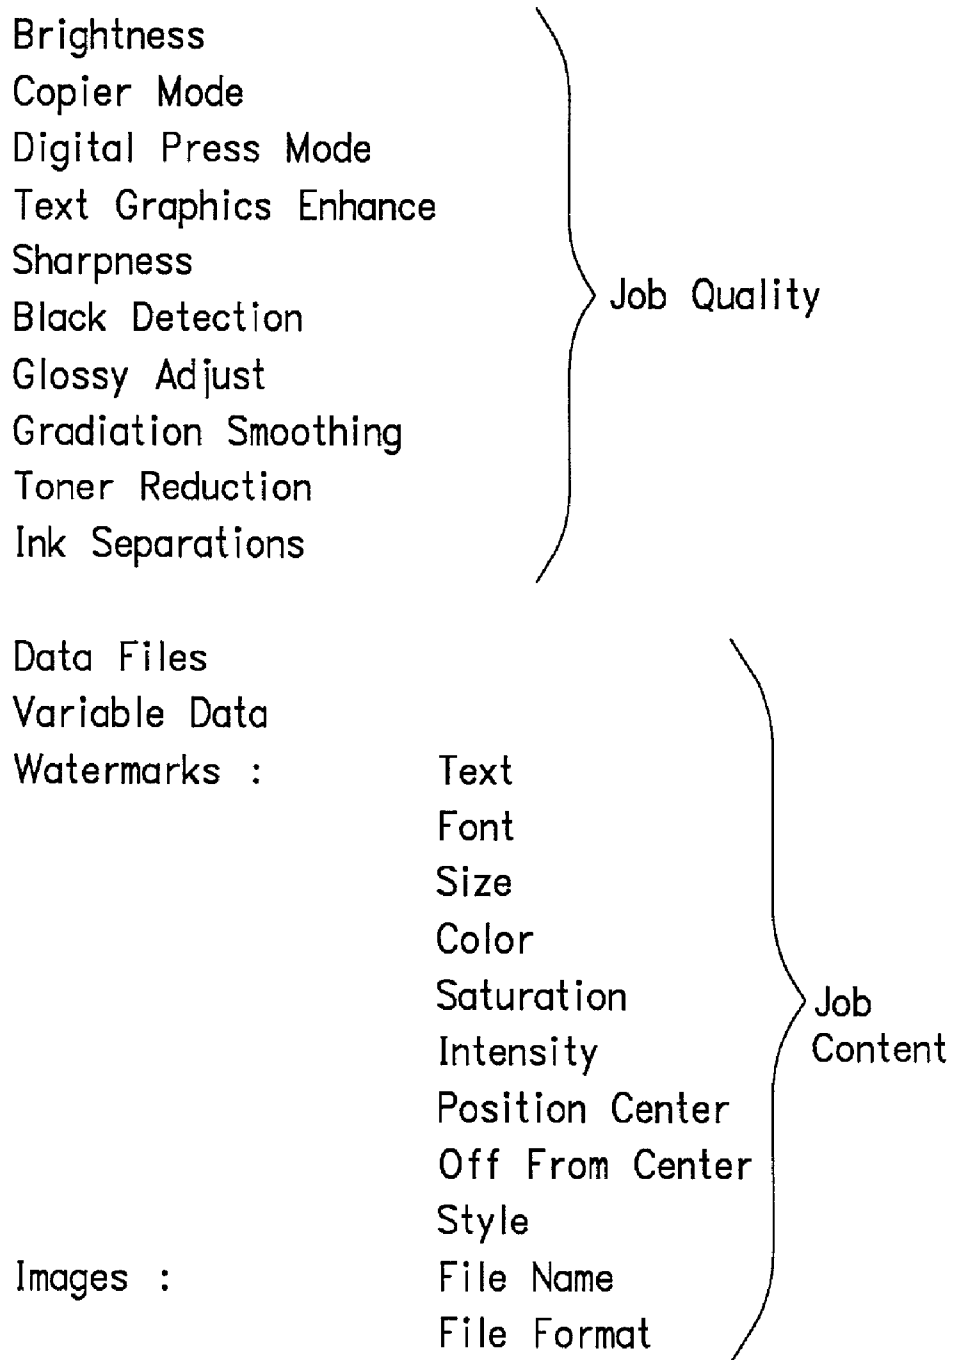 Brightness
Copier Mode
Digital Press Mode
Text Graphics Enhance
Sharpness
Black Detection
Glossy Adjust
Gradiation Smoothing
Toner Reduction
Ink Separations
Job Quality
Data Files
Variable Data
Watermarks : Text
Font
Size
Color
Saturation
Intensity
Position Center
Off From Center
Style
Images : File Name
File Format
Job
Content